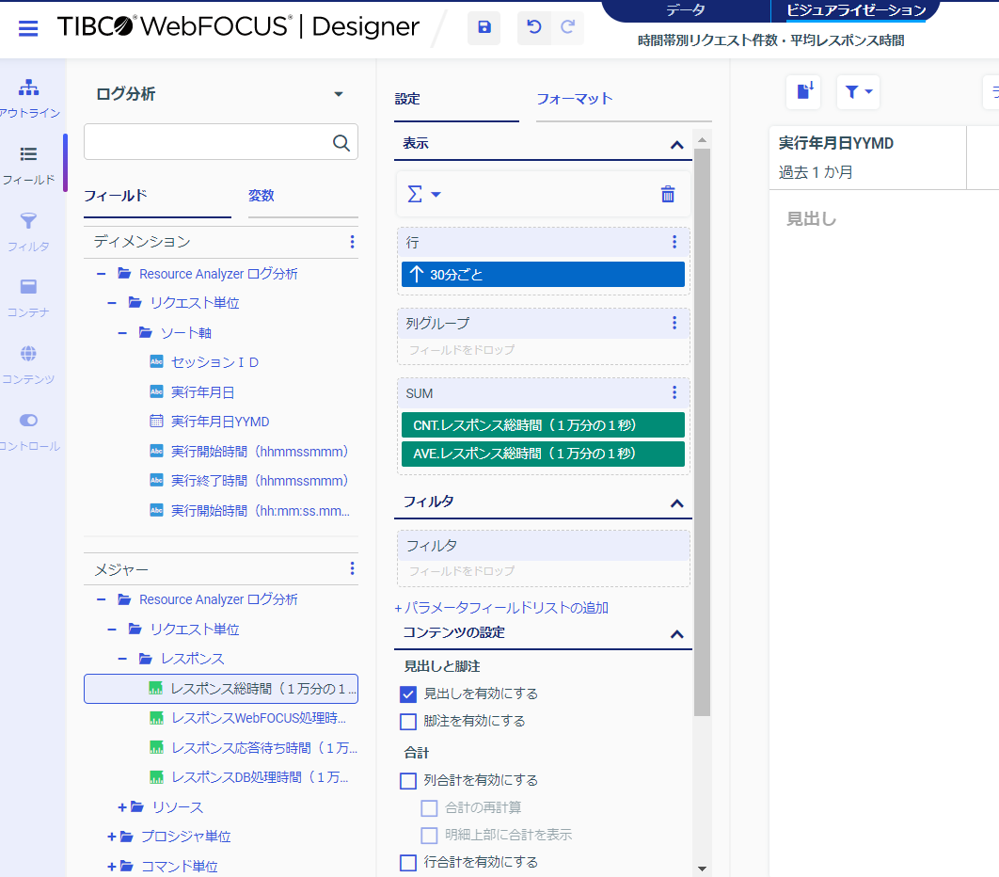 TIBCO® WebFOCUS® | Designer
データ
ビジュアライゼーション
時間帯別リクエスト件数・平均レスポンス時間
アウトライン
フィールド
フィルタ
コンテナ
コンテンツ
コントロール
ログ分析
フィールド
変数
ディメンション
Resource Analyzer ログ分析
リクエスト単位
ソート軸
Abc セッションＩＤ
Abc 実行年月日
実行年月日YYMD
Abc 実行開始時間（hhmmssmmm）
Abc 実行終了時間（hhmmssmmm）
Abc 実行開始時間（hh:mm:ss.mm...
メジャー
Resource Analyzer ログ分析
リクエスト単位
レスポンス
レスポンス総時間（１万分の１...
レスポンスWebFOCUS処理時...
レスポンス応答待ち時間（１万...
レスポンスDB処理時間（１万...
リソース
プロシジャ単位
コマンド単位
設定
フォーマット
表示
Σ
行
30分ごと
列グループ
フィールドをドロップ
SUM
CNT.レスポンス総時間（１万分の１秒）
AVE.レスポンス総時間（１万分の１秒）
フィルタ
フィルタ
フィールドをドロップ
+ パラメータフィールドリストの追加
コンテンツの設定
見出しと脚注
見出しを有効にする
脚注を有効にする
合計
列合計を有効にする
合計の再計算
明細上部に合計を表示
行合計を有効にする
実行年月日YYMD
過去 1 か月
見出し